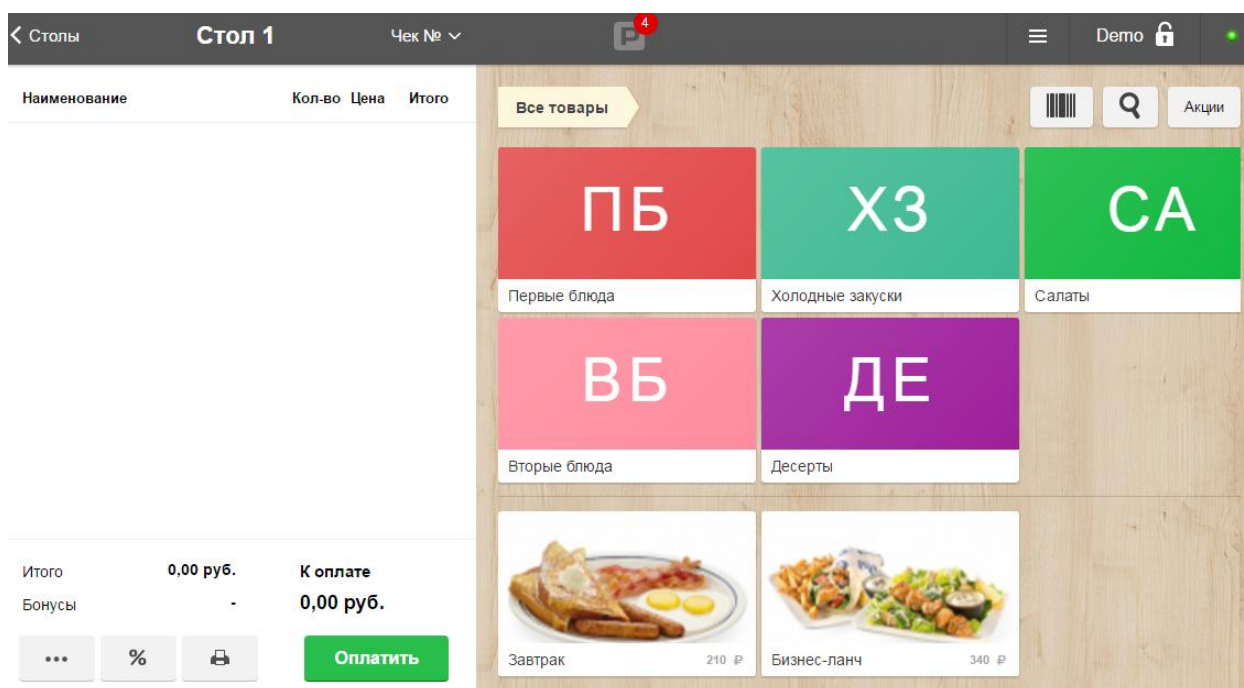 Столы
Стол 1
Чек №
P
4
Demo
Наименование
Кол-во Цена Итого
Все товары
Акции
ПБ
ХЗ
СА
Первые блюда
Холодные закуски
Салаты
ВБ
ДЕ
Вторые блюда
Десерты
Итого
0,00 руб.
К оплате
Бонусы
-
0,00 руб.
...
%
Оплатить
Завтрак
210 ₽
Бизнес-ланч
340 ₽